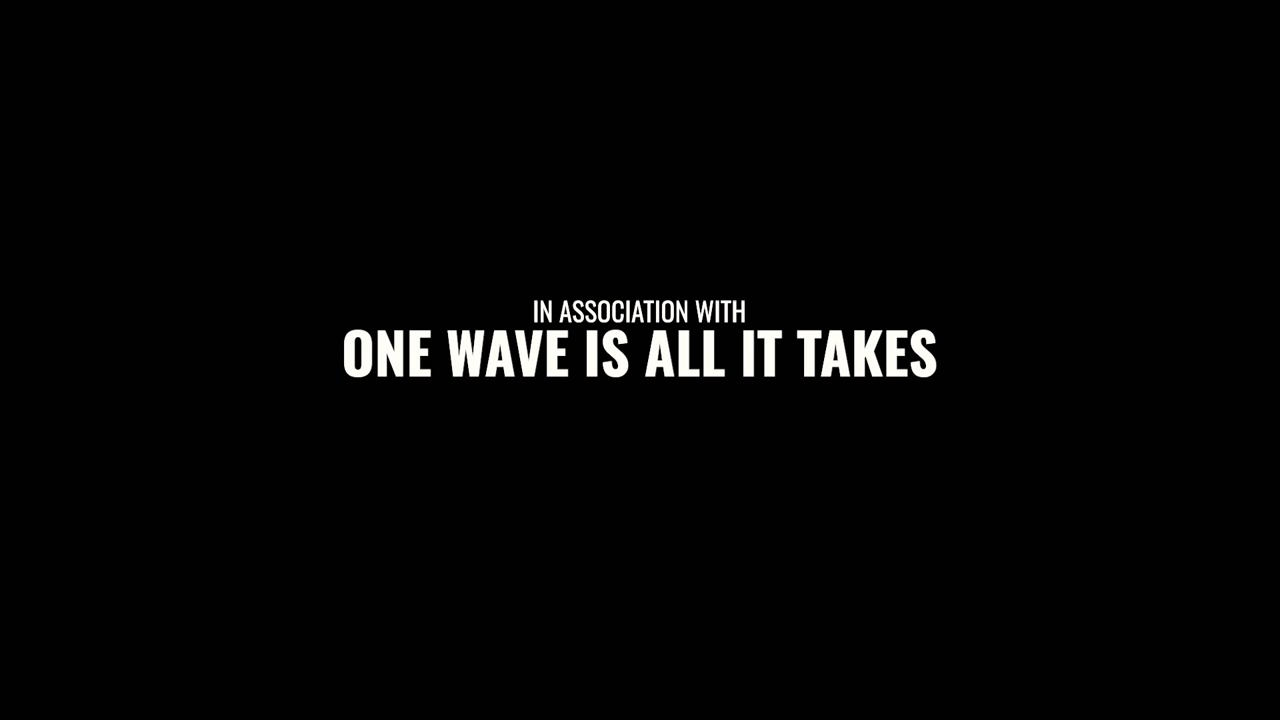 IN ASSOCIATION WITH
ONE WAVE IS ALL IT TAKES